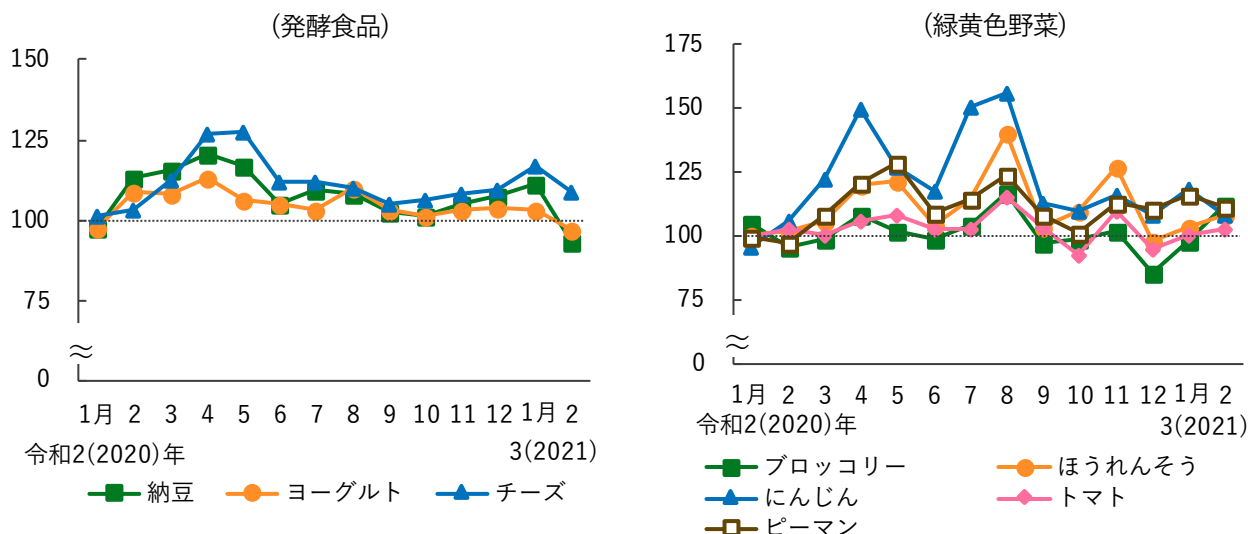 (発酵食品)
150
125
100
75
0
1月 2 3 4 5 6 7 8 9 10 11 12 1月 2
令和2(2020)年 3(2021)
納豆 ヨーグルト チーズ
(緑黄色野菜)
175
150
125
100
75
0
1月 2 3 4 5 6 7 8 9 10 11 12 1月 2
令和2(2020)年 3(2021)
ブロッコリー ほうれんそう
にんじん トマト
ピーマン